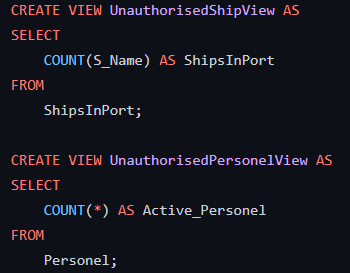 CREATE VIEW UnauthorisedShipView AS
SELECT
COUNT(S_Name) AS ShipsInPort
FROM
ShipsInPort;
CREATE VIEW UnauthorisedPersonelView AS
SELECT
COUNT(*) AS Active_Personel
FROM
Personel;